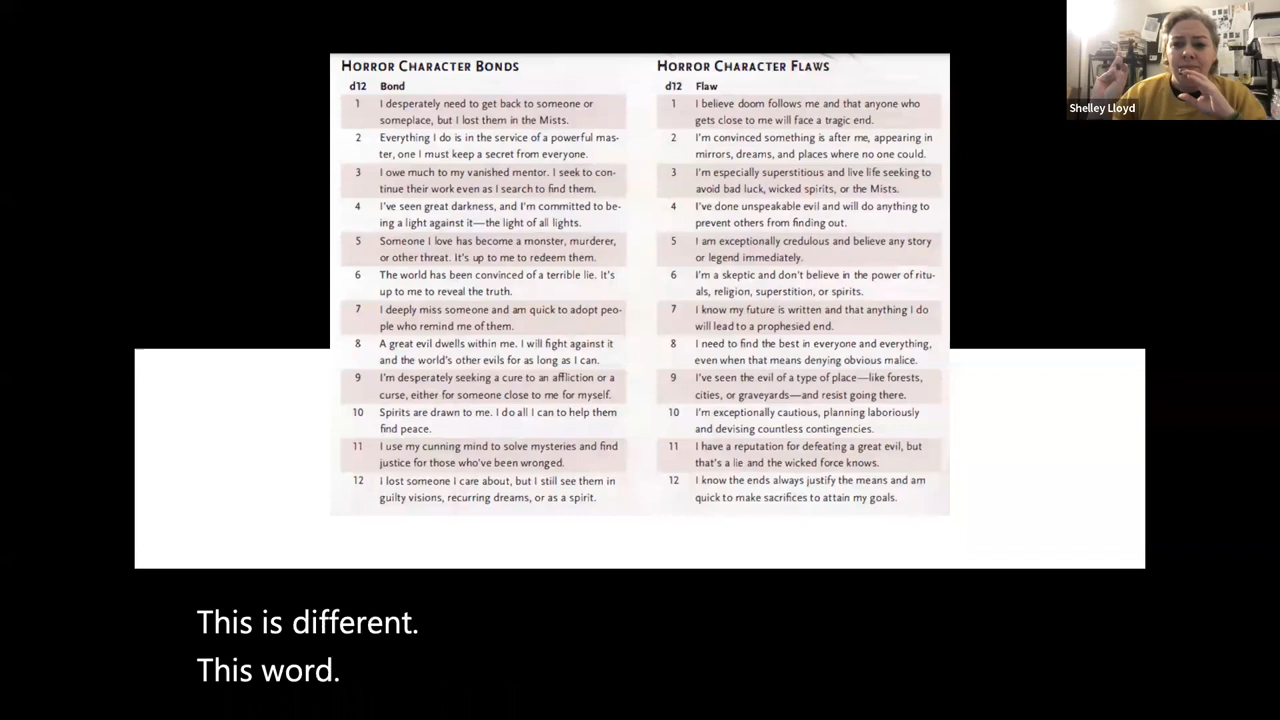 HORROR CHARACTER BONDS
d12 Bond
1 I desperately need to get back to someone or
someplace, but I lost them in the Mists.
2 Everything I do is in the service of a powerful mas-
ter, one I must keep a secret from everyone.
3 I owe much to my vanished mentor. I seek to con-
tinue their work even as I search to find them.
4 I've seen great darkness, and I'm committed to be-
ing a light against it—the light of all lights.
5 Someone I love has become a monster, murderer,
or other threat. It's up to me to redeem them.
6 The world has been convinced of a terrible lie. It's
up to me to reveal the truth.
7 I deeply miss someone and am quick to adopt peo-
ple who remind me of them.
8 A great evil dwells within me. I will fight against it
and the world's other evils for as long as I can.
9 I'm desperately seeking a cure to an affliction or a
curse, either for someone close to me for myself.
10 Spirits are drawn to me. I do all I can to help them
find peace.
11 I use my cunning mind to solve mysteries and find
justice for those who've been wronged.
12 I lost someone I care about, but I still see them in
guilty visions, recurring dreams, or as a spirit.
HORROR CHARACTER FLAWS
d12 Flaw
1 I believe doom follows me and that anyone who
gets close to me will face a tragic end.
2 I'm convinced something is after me, appearing in
mirrors, dreams, and places where no one could.
3 I'm especially superstitious and live life seeking to
avoid bad luck, wicked spirits, or the Mists.
4 I've done unspeakable evil and will do anything to
prevent others from finding out.
5 I am exceptionally credulous and believe any story
or legend immediately.
6 I'm a skeptic and don't believe in the power of ritu-
als, religion, superstition, or spirits.
7 I know my future is written and that anything I do
will lead to a prophesied end.
8 I need to find the best in everyone and everything,
even when that means denying obvious malice.
9 I've seen the evil of a type of place—like forests,
cities, or graveyards—and resist going there.
10 I'm exceptionally cautious, planning laboriously
and devising countless contingencies.
11 I have a reputation for defeating a great evil, but
that's a lie and the wicked force knows.
12 I know the ends always justify the means and am
quick to make sacrifices to attain my goals.
Shelley Lloyd
This is different.
This word.